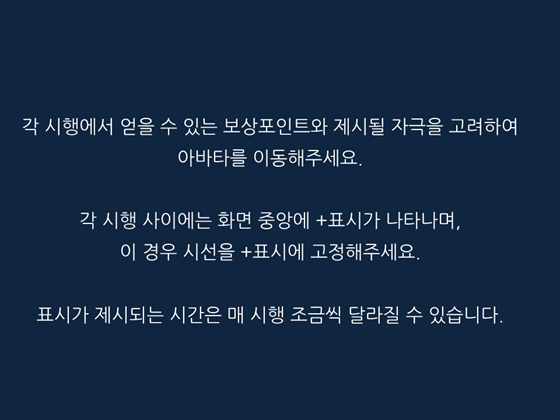 각 시행에서 얻을 수 있는 보상포인트와 제시될 자극을 고려하여
아바타를 이동해주세요.
각 시행 사이에는 화면 중앙에 +표시가 나타나며,
이 경우 시선을 +표시에 고정해주세요.
표시가 제시되는 시간은 매 시행 조금씩 달라질 수 있습니다.